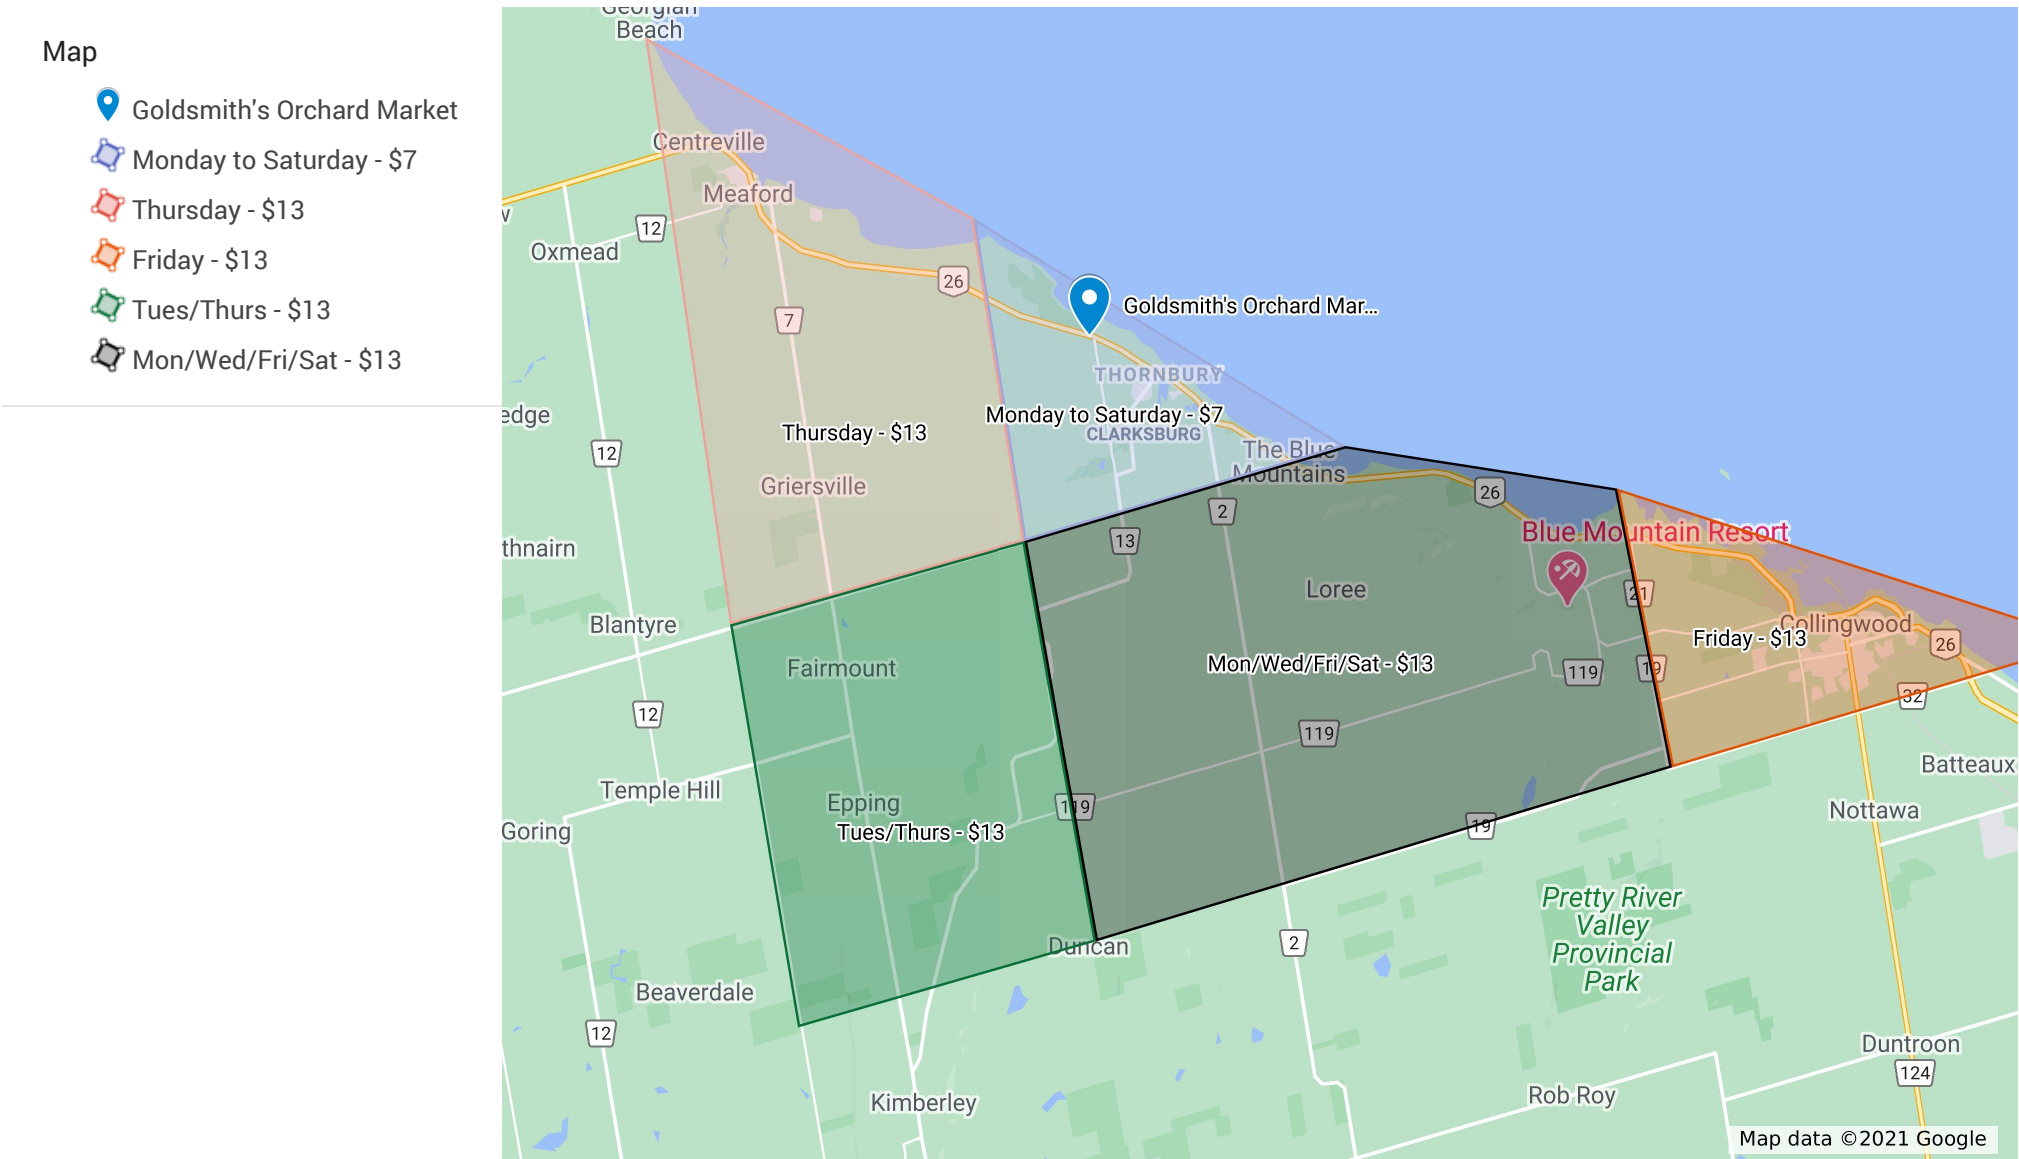 Map
Goldsmith's Orchard Market
Monday to Saturday - $7
Thursday - $13
Friday - $13
Tues/Thurs - $13
Mon/Wed/Fri/Sat - $13
Georgian
Beach
Centreville
Meaford
12
Oxmead
26
7
Goldsmith's Orchard Mar...
THORNBURY
edge
Monday to Saturday - $7
Thursday - $13
CLARKSBURG
12
The Blue
Mountains
Griersville
26
2
Blue Mountain Resort
13
thnairn
Loree
21
Blantyre
Collingwood
Friday - $13
26
Fairmount
Mon/Wed/Fri/Sat - $13
119
19
32
12
119
Batteaux
Temple Hill
Epping
119
Nottawa
Goring
Tues/Thurs - $13
19
Pretty River
Valley
Provincial
Park
2
Duncan
Beaverdale
12
Duntroon
124
Kimberley
Rob Roy
Map data ©2021 Google